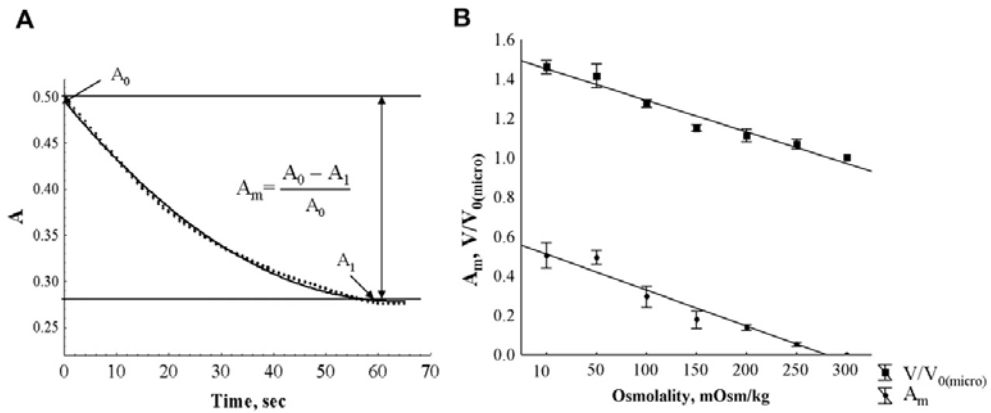 A
A₀
0.50
0.45
0.40
0.35
0.30
0.25
A
Aₘ= A₀ − A₁
A₀
A₁
0 10 20 30 40 50 60 70
Time, sec
B
1.6
1.4
1.2
1.0
0.8
0.6
0.4
0.2
0.0
Aₘ, V/V₀(micro)
10 50 100 150 200 250 300
Osmolality, mOsm/kg
V/V₀(micro)
Aₘ